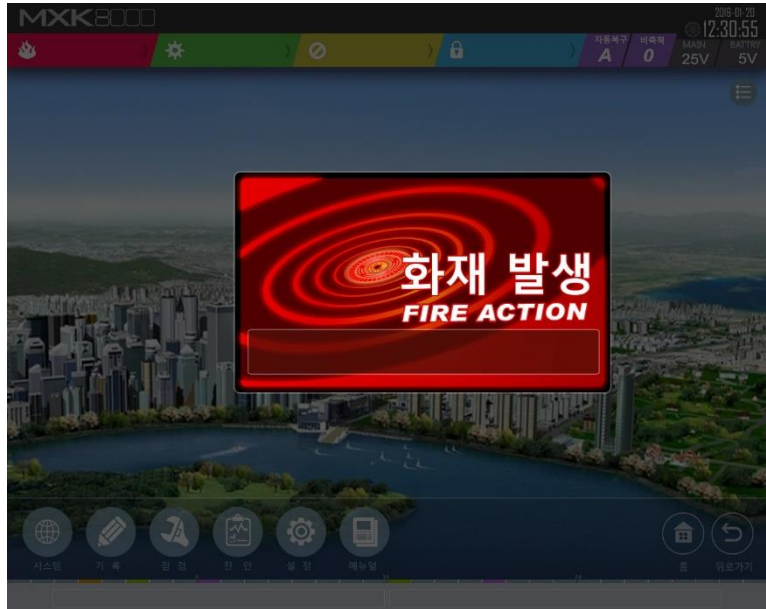 MXK8000
2016-01-20
12:30:55
자동복구
A
비축적
0
MAIN
25V
BATTRY
5V
화재 발생
FIRE ACTION
시스템
기 록
점 검
진 단
설 정
매뉴얼
홈
뒤로가기
24